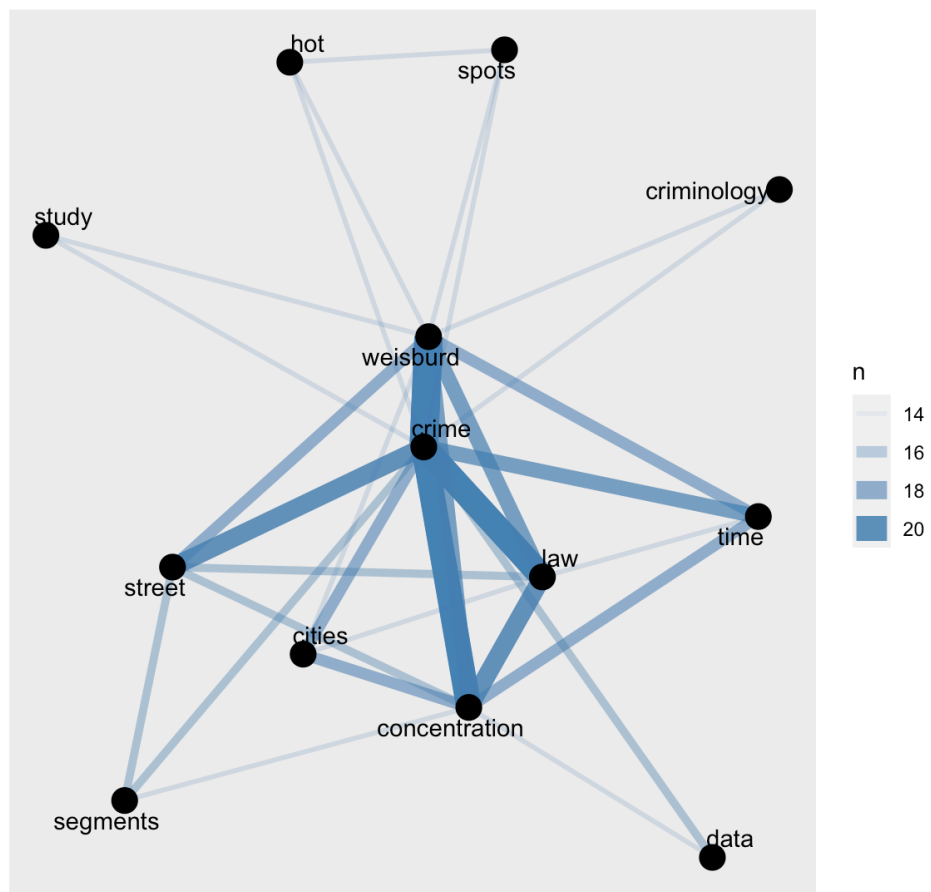 hot
spots
criminology
study
weisburd
n
14
crime
16
18
20
time
law
street
cities
concentration
segments
data